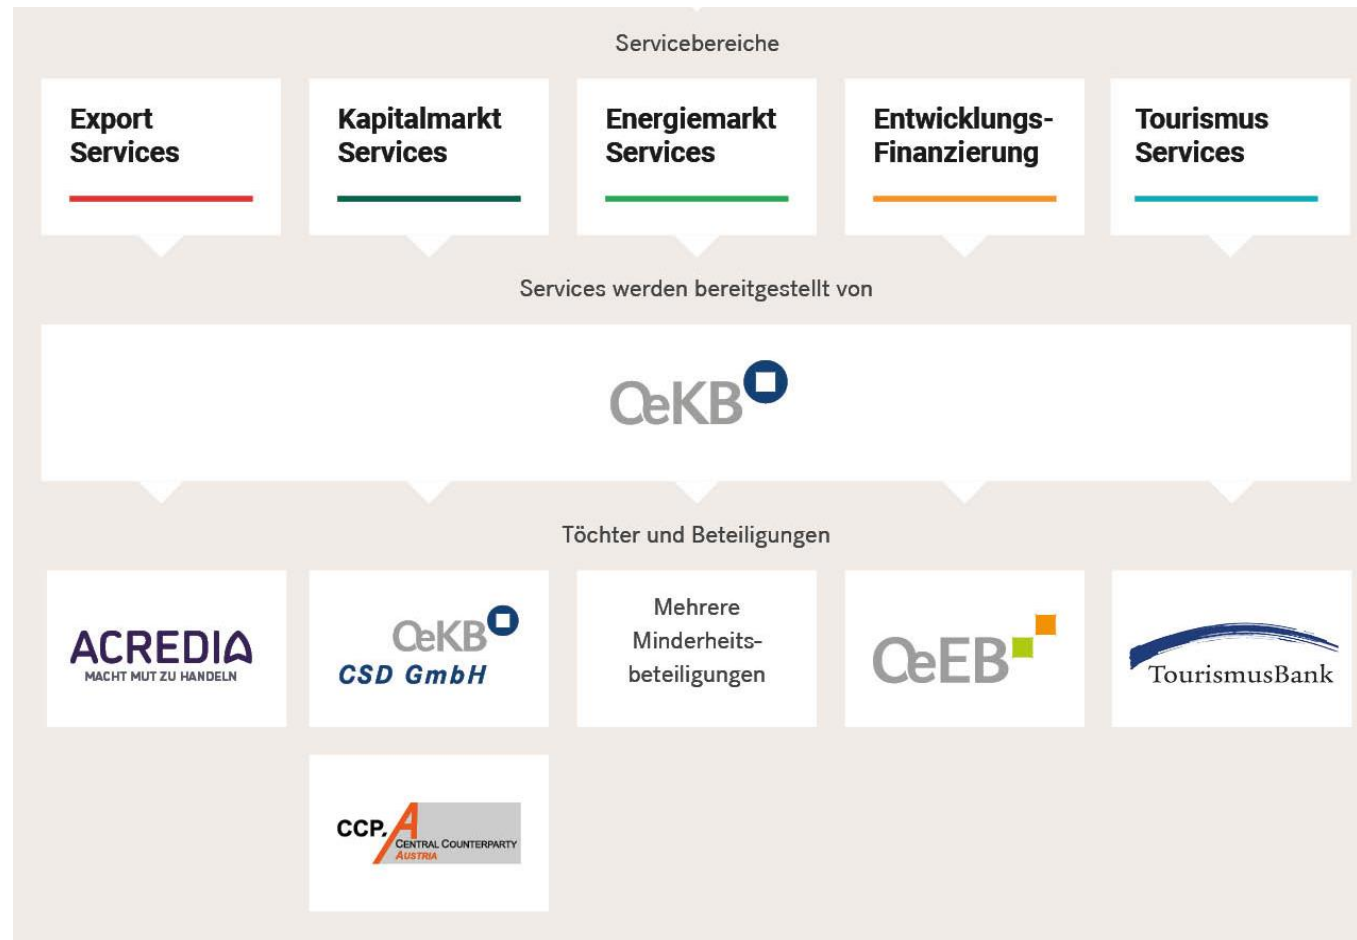 Servicebereiche
Export
Services
Kapitalmarkt
Services
Energiemarkt
Services
Entwicklungs-
Finanzierung
Tourismus
Services
Services werden bereitgestellt von
OeKB
Töchter und Beteiligungen
ACREDIA
MACHT MUT ZU HANDELN
OeKB
CSD GmbH
Mehrere
Minderheits-
beteiligungen
OeEB
TourismusBank
CCP.A
CENTRAL COUNTERPARTY
AUSTRIA